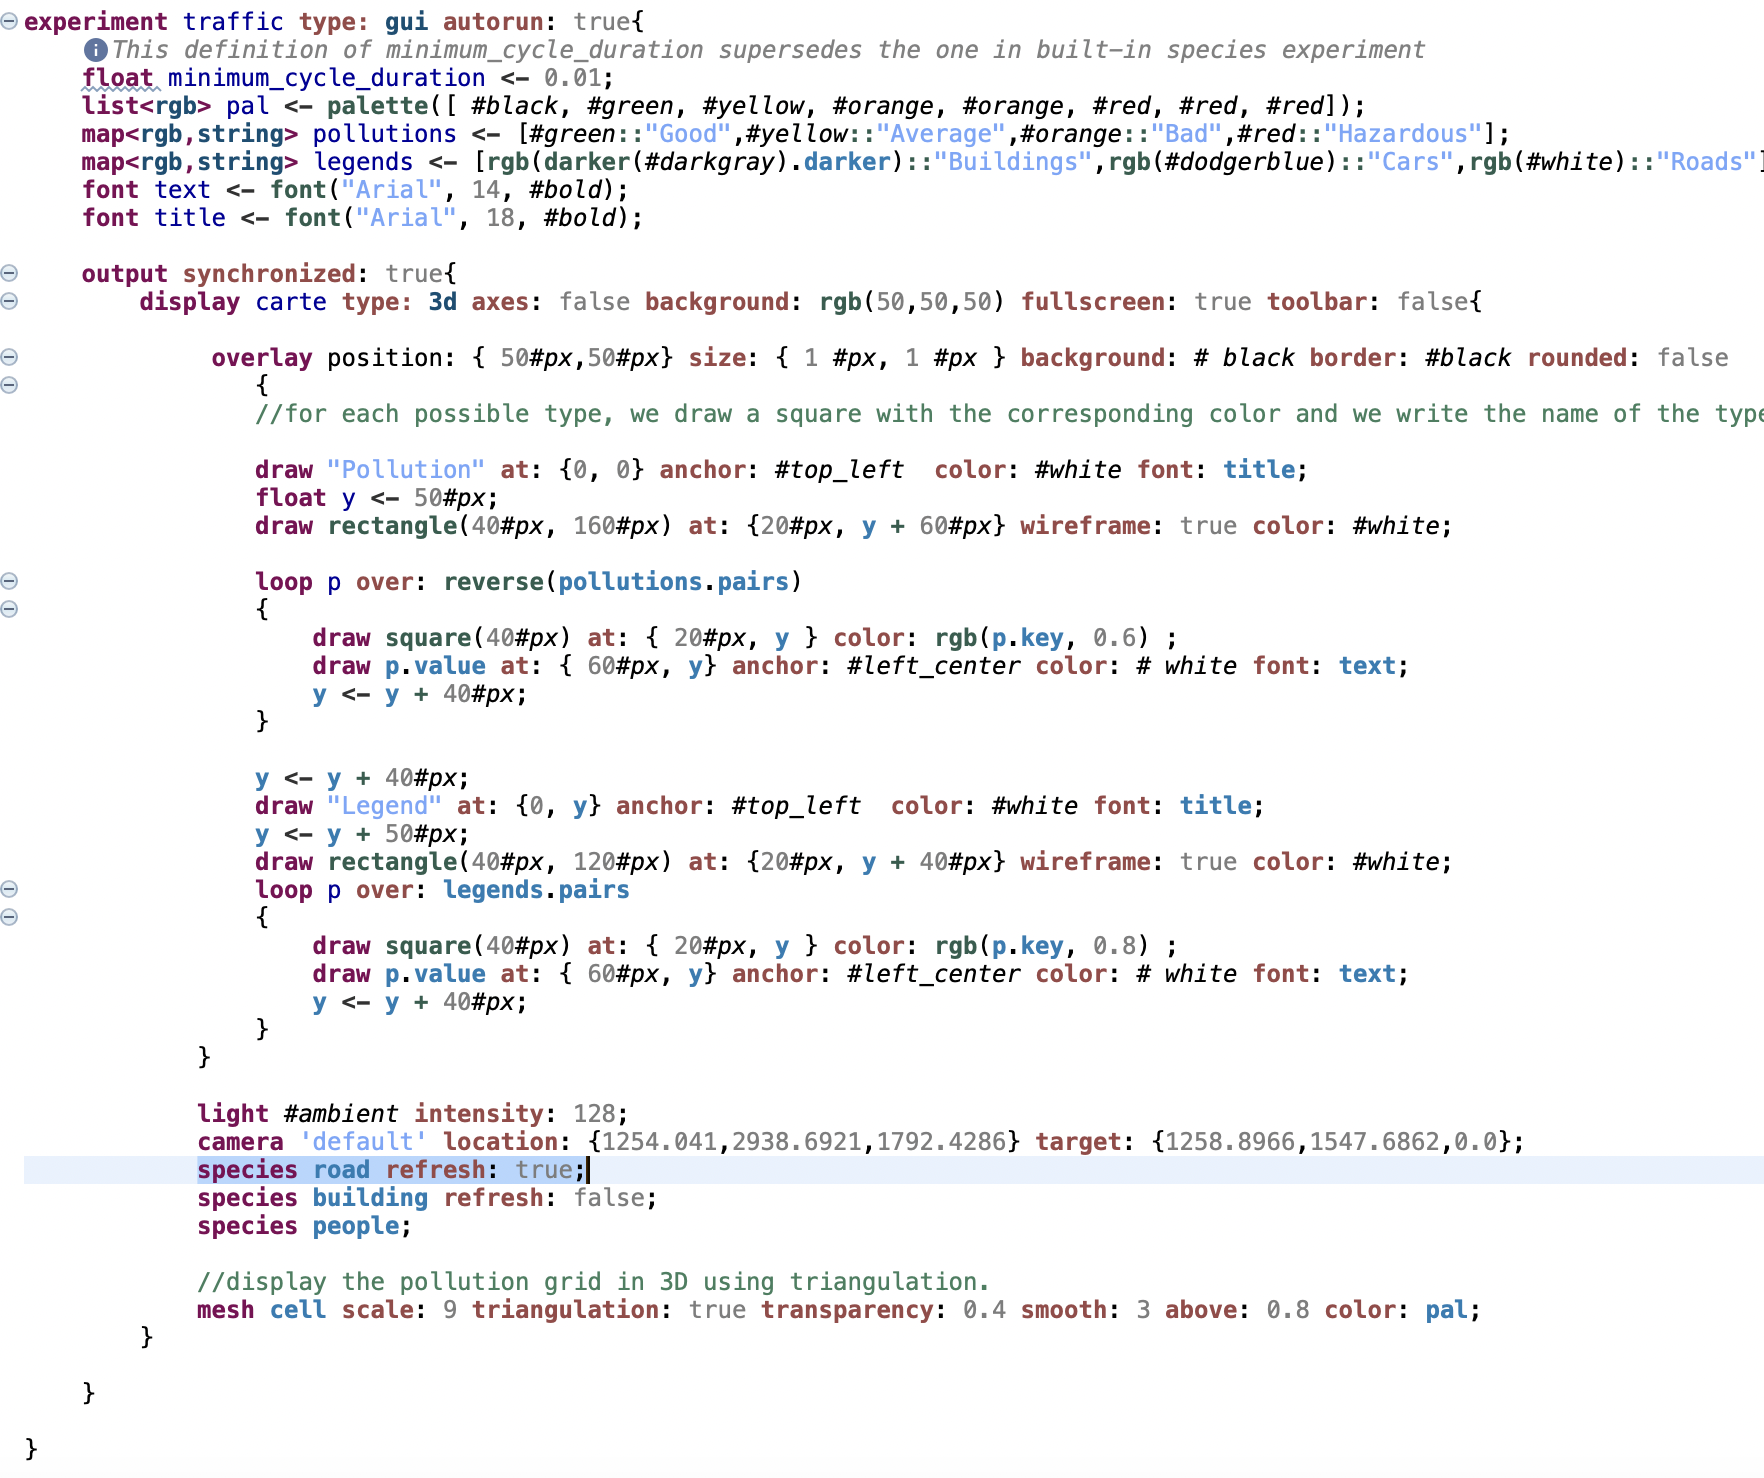 experiment traffic type: gui autorun: true{
This definition of minimum_cycle_duration supersedes the one in built-in species experiment
float minimum_cycle_duration <- 0.01;
list<rgb> pal <- palette([ #black, #green, #yellow, #orange, #orange, #red, #red, #red]);
map<rgb,string> pollutions <- [#green::"Good",#yellow::"Average",#orange::"Bad",#red::"Hazardous"];
map<rgb,string> legends <- [rgb(darker(#darkgray).darker)::"Buildings",rgb(#dodgerblue)::"Cars",rgb(#white)::"Roads"]
font text <- font("Arial", 14, #bold);
font title <- font("Arial", 18, #bold);
output synchronized: true{
display carte type: 3d axes: false background: rgb(50,50,50) fullscreen: true toolbar: false{
overlay position: { 50#px,50#px} size: { 1 #px, 1 #px } background: # black border: #black rounded: false
{
//for each possible type, we draw a square with the corresponding color and we write the name of the type
draw "Pollution" at: {0, 0} anchor: #top_left  color: #white font: title;
float y <- 50#px;
draw rectangle(40#px, 160#px) at: {20#px, y + 60#px} wireframe: true color: #white;
loop p over: reverse(pollutions.pairs)
{
draw square(40#px) at: { 20#px, y } color: rgb(p.key, 0.6) ;
draw p.value at: { 60#px, y} anchor: #left_center color: # white font: text;
y <- y + 40#px;
}
y <- y + 40#px;
draw "Legend" at: {0, y} anchor: #top_left  color: #white font: title;
y <- y + 50#px;
draw rectangle(40#px, 120#px) at: {20#px, y + 40#px} wireframe: true color: #white;
loop p over: legends.pairs
{
draw square(40#px) at: { 20#px, y } color: rgb(p.key, 0.8) ;
draw p.value at: { 60#px, y} anchor: #left_center color: # white font: text;
y <- y + 40#px;
}
}
light #ambient intensity: 128;
camera 'default' location: {1254.041,2938.6921,1792.4286} target: {1258.8966,1547.6862,0.0};
species road refresh: true;
species building refresh: false;
species people;
//display the pollution grid in 3D using triangulation.
mesh cell scale: 9 triangulation: true transparency: 0.4 smooth: 3 above: 0.8 color: pal;
}
}
}